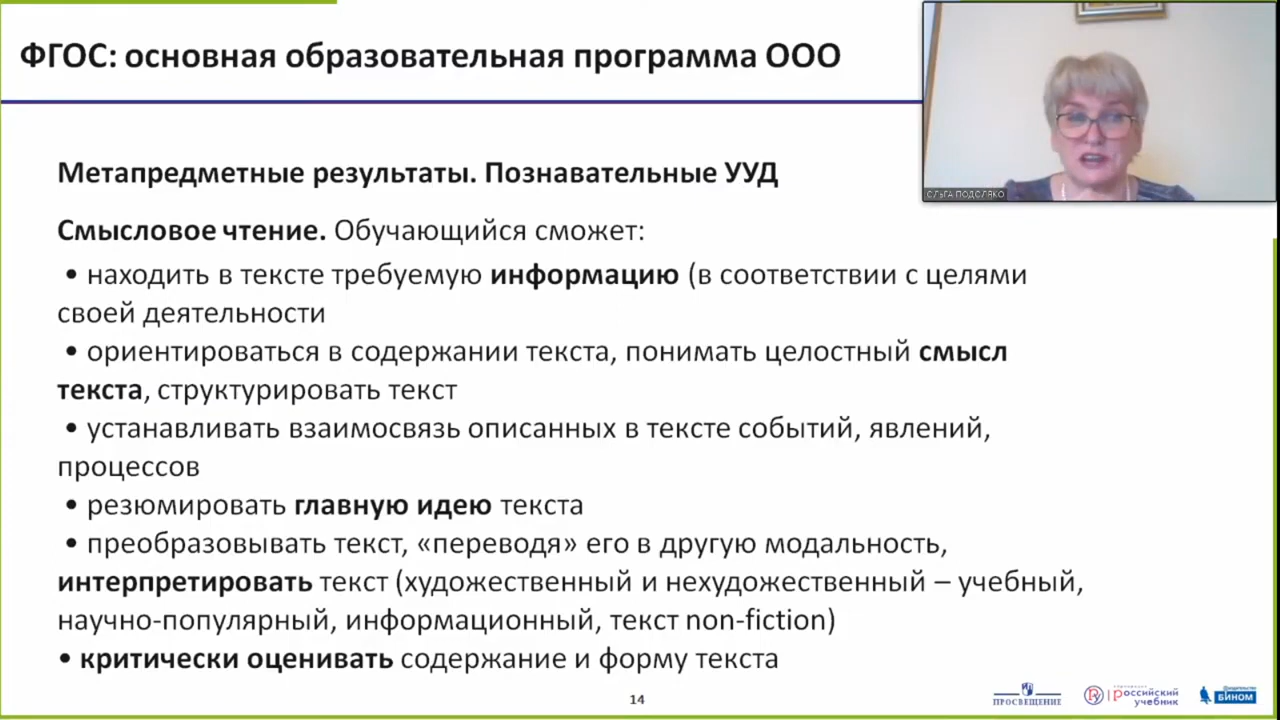 ФГОС: основная образовательная программа ООО
ОЛЬГА ПОДОЛЯКО
Метапредметные результаты. Познавательные УУД
Смысловое чтение. Обучающийся сможет:
• находить в тексте требуемую информацию (в соответствии с целями
своей деятельности
• ориентироваться в содержании текста, понимать целостный смысл
текста, структурировать текст
• устанавливать взаимосвязь описанных в тексте событий, явлений,
процессов
• резюмировать главную идею текста
• преобразовывать текст, «переводя» его в другую модальность,
интерпретировать текст (художественный и нехудожественный – учебный,
научно-популярный, информационный, текст non-fiction)
• критически оценивать содержание и форму текста
14
ПРОСВЕЩЕНИЕ
российский
учебник
БИНОМ